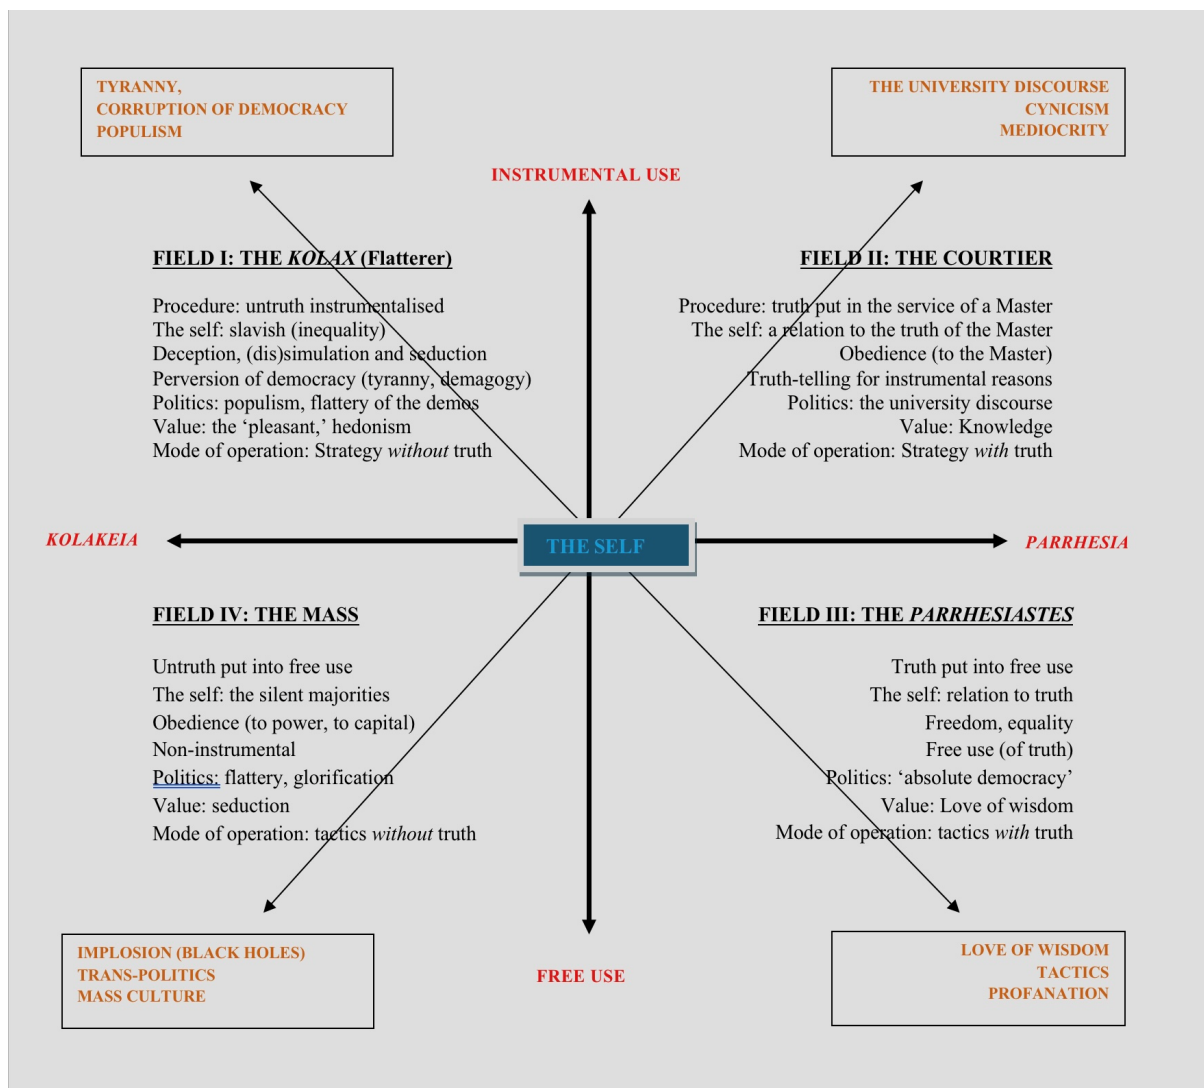 TYRANNY,
CORRUPTION OF DEMOCRACY
POPULISM
THE UNIVERSITY DISCOURSE
CYNICISM
MEDIOCRITY
INSTRUMENTAL USE
FIELD I: THE KOLAX (Flatterer)
Procedure: untruth instrumentalised
The self: slavish (inequality)
Deception, (dis)simulation and seduction
Perversion of democracy (tyranny, demagogy)
Politics: populism, flattery of the demos
Value: the ‘pleasant,’ hedonism
Mode of operation: Strategy without truth
FIELD II: THE COURTIER
Procedure: truth put in the service of a Master
The self: a relation to the truth of the Master
Obedience (to the Master)
Truth-telling for instrumental reasons
Politics: the university discourse
Value: Knowledge
Mode of operation: Strategy with truth
KOLAKEIA
THE SELF
PARRHESIA
FIELD IV: THE MASS
Untruth put into free use
The self: the silent majorities
Obedience (to power, to capital)
Non-instrumental
Politics: flattery, glorification
Value: seduction
Mode of operation: tactics without truth
FIELD III: THE PARRHESIASTES
Truth put into free use
The self: relation to truth
Freedom, equality
Free use (of truth)
Politics: ‘absolute democracy’
Value: Love of wisdom
Mode of operation: tactics with truth
IMPLOSION (BLACK HOLES)
TRANS-POLITICS
MASS CULTURE
FREE USE
LOVE OF WISDOM
TACTICS
PROFANATION